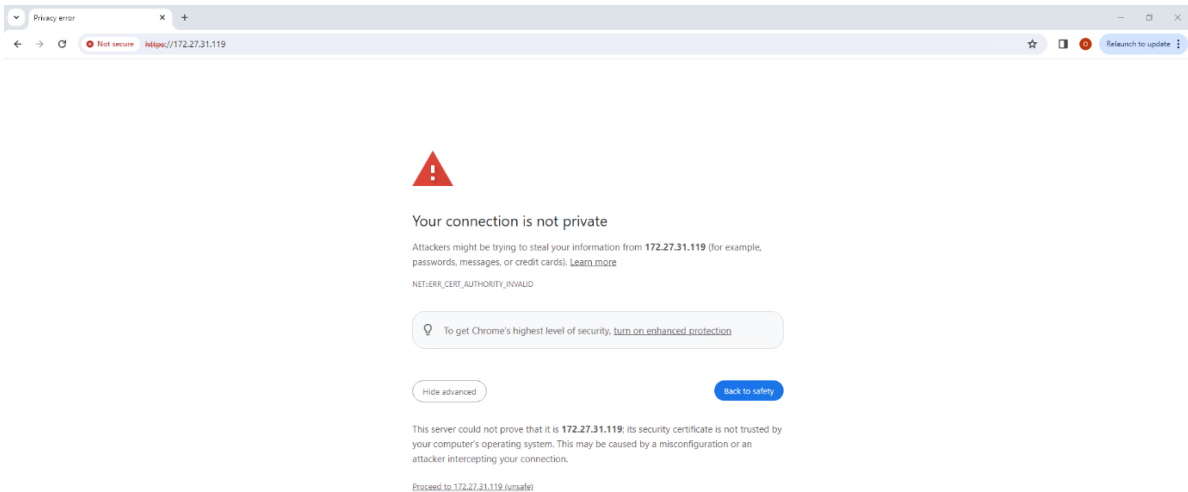 Privacy error
Not secure https://172.27.31.119
O
Relaunch to update
Your connection is not private
Attackers might be trying to steal your information from 172.27.31.119 (for example,
passwords, messages, or credit cards). Learn more
NET::ERR_CERT_AUTHORITY_INVALID
To get Chrome's highest level of security, turn on enhanced protection
Hide advanced
Back to safety
This server could not prove that it is 172.27.31.119; its security certificate is not trusted by
your computer's operating system. This may be caused by a misconfiguration or an
attacker intercepting your connection.
Proceed to 172.27.31.119 (unsafe)